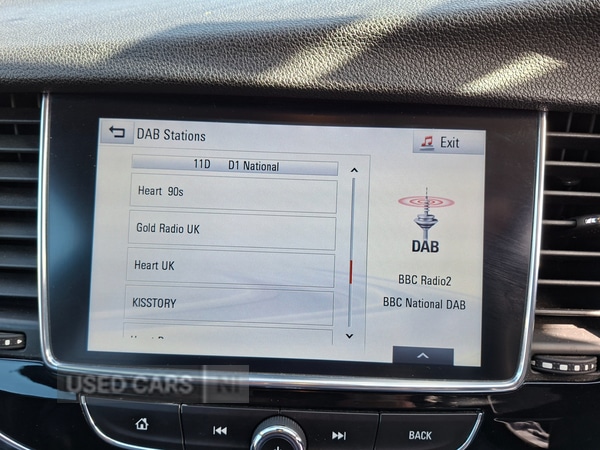 DAB Stations
Exit
11D D1 National
Heart 90s
Gold Radio UK
Heart UK
KISSTORY
DAB
BBC Radio2
BBC National DAB
USED CARS NI
BACK